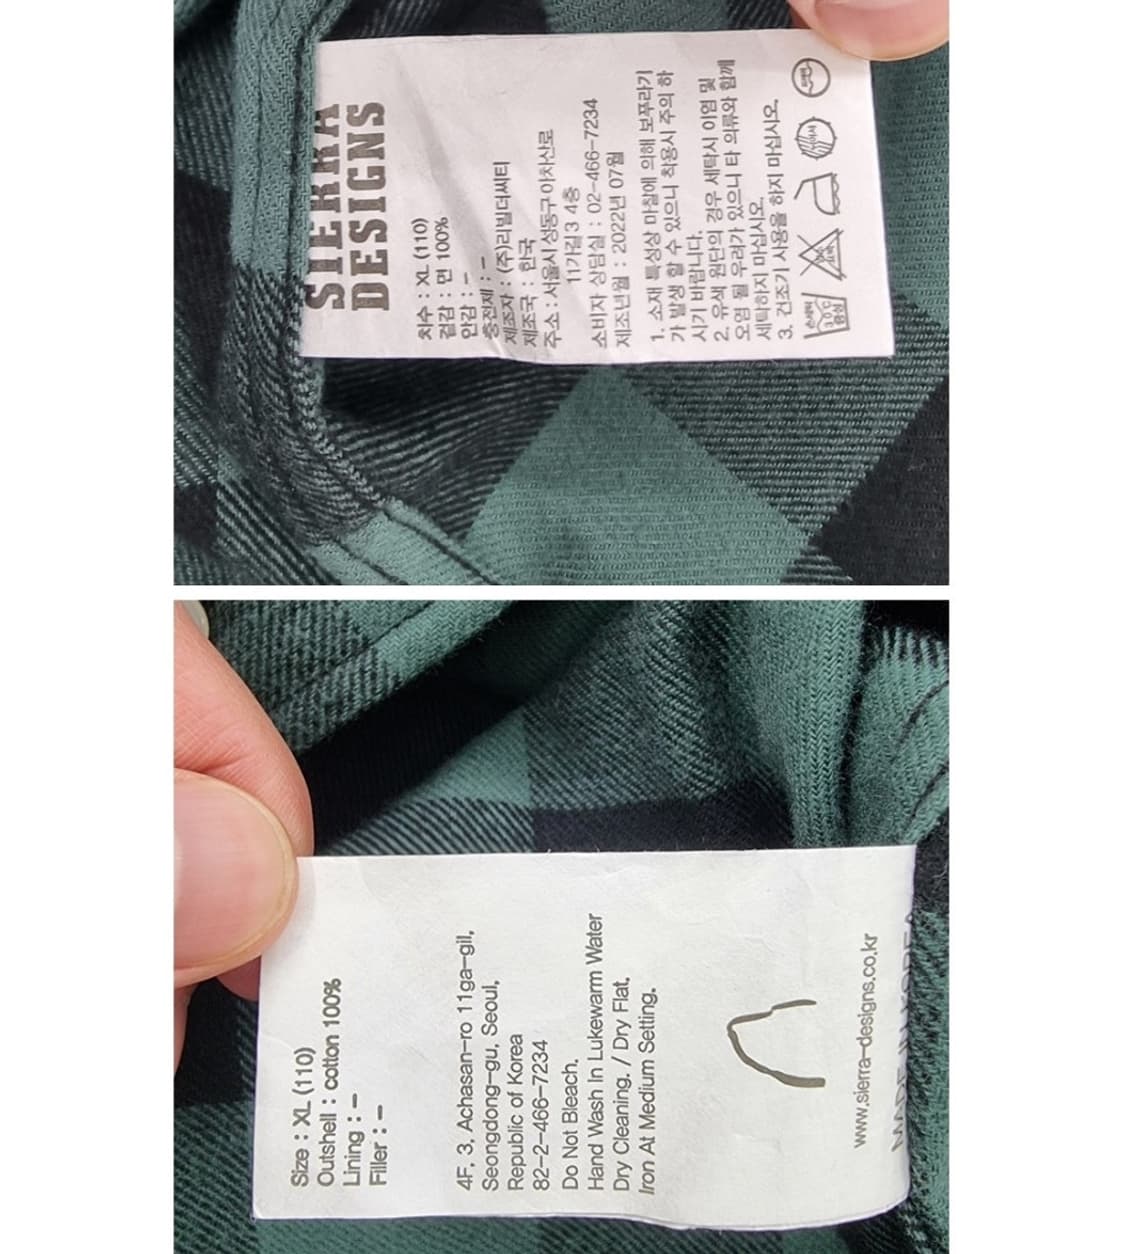 SIERRA
DESIGNS
치수 : XL (110)
겉감 : 면 100%
안감 : -
충전제 : -
제조자 : (주)리빌더씨티
제조국 : 한국
주소 : 서울시 성동구 아차산로
11가길3 4층
소비자 상담실 : 02-466-7234
제조년월 : 2022년 07월
1. 소재 특성상 마찰에 의해 보푸라기
가 발생 할 수 있으니 착용시 주의 하
시기 바랍니다.
2. 유색 원단의 경우 세탁시 이염 및
오염 될 우려가 있으니 타 의류와 함께
세탁하지 마십시오.
3. 건조기 사용을 하지 마십시오.
Size : XL (110)
Outshell : cotton 100%
Lining : -
Filler : -
4F, 3, Achasan-ro 11ga-gil,
Seongdong-gu, Seoul,
Republic of Korea
82-2-466-7234
Do Not Bleach.
Hand Wash In Lukewarm Water
Dry Cleaning. / Dry Flat.
Iron At Medium Setting.
www.sierra-designs.co.kr
MADE IN KOREA